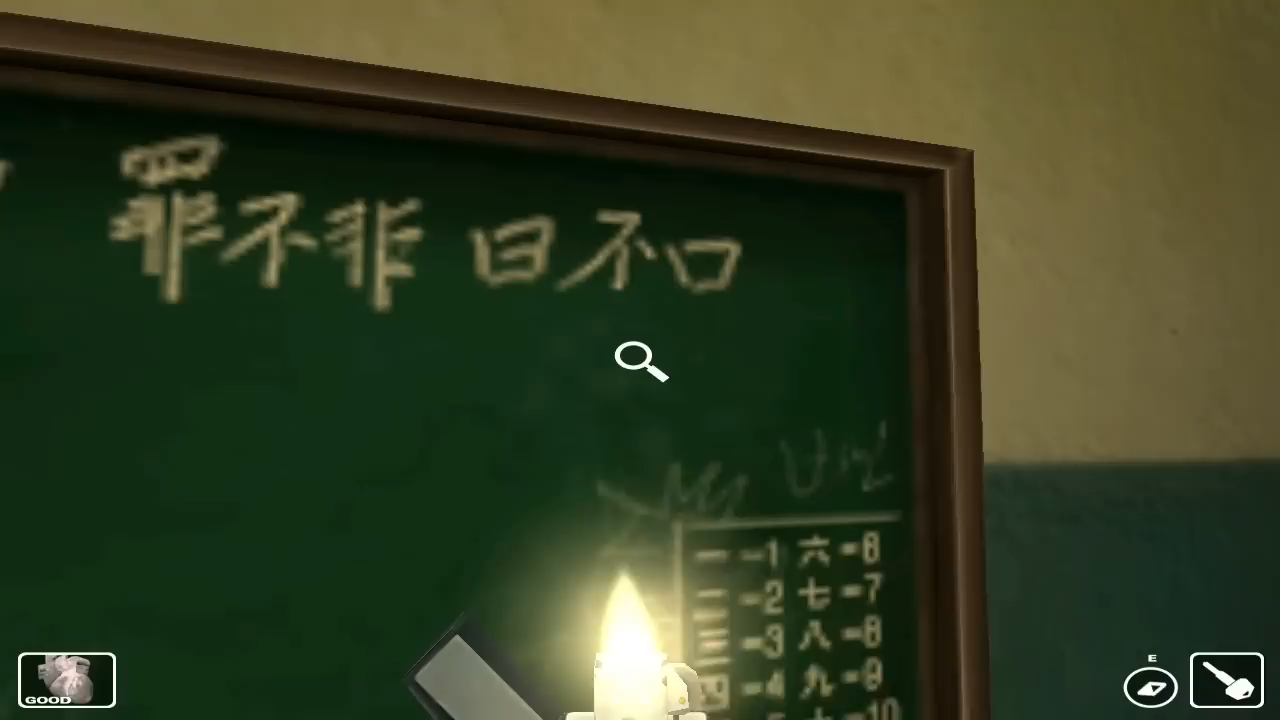 罪不非 曰不口
一 -1 六 =6
二 -2 七 =7
三 -3 八 =8
四 -4 九 =9
=10
GOOD
E